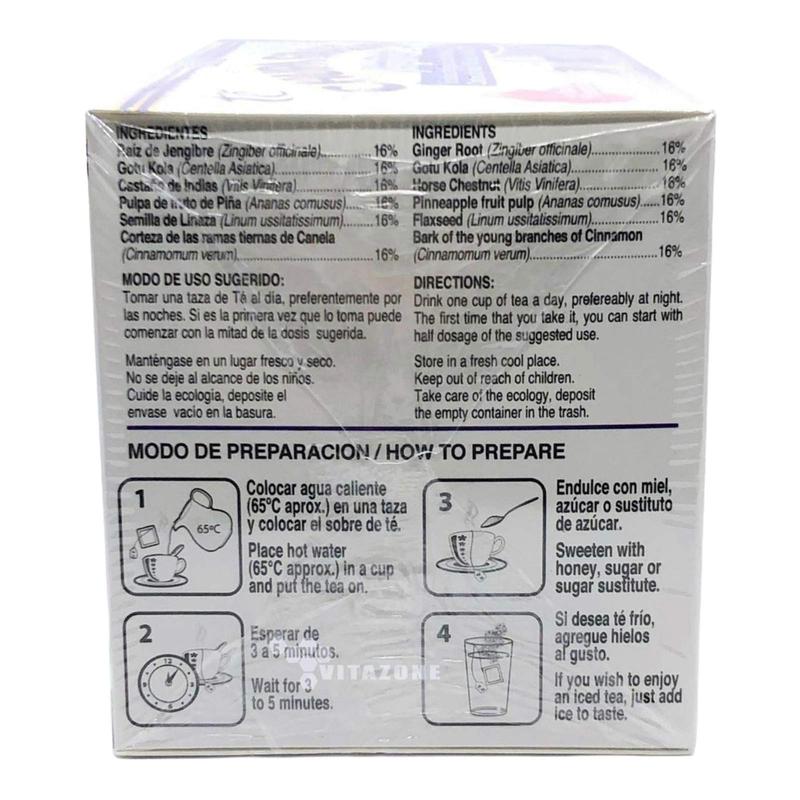 INGREDIENTES
Raíz de Jengibre (Zingiber officinale)..................16%
Gotu Kola (Centella Asiatica).............................16%
Castaño de Indias (Vitis Vinifera).......................16%
Pulpa de fruto de Piña (Ananas comusus)......16%
Semilla de Linaza (Linum ussitatissimum)........16%
Corteza de las ramas tiernas de Canela
(Cinnamomum verum)........................................16%
MODO DE USO SUGERIDO:
Tomar una taza de Té al día, preferentemente por
las noches. Si es la primera vez que lo toma puede
comenzar con la mitad de la dosis sugerida.
Manténgase en un lugar fresco y seco.
No se deje al alcance de los niños.
Cuide la ecología, deposite el
envase vacio en la basura.
INGREDIENTS
Ginger Root (Zingiber officinale)........................16%
Gotu Kola (Centella Asiatica).............................16%
Horse Chestnut (Vitis Vinifera)..........................16%
Pinneapple fruit pulp (Ananas comusus).....16%
Flaxseed (Linum ussitatissimum).......................16%
Bark of the young branches of Cinnamon
(Cinnamomum verum)........................................16%
DIRECTIONS:
Drink one cup of tea a day, prefereably at night.
The first time that you take it, you can start with
half dosage of the suggested use.
Store in a fresh cool place.
Keep out of reach of children.
Take care of the ecology, deposit
the empty container in the trash.
MODO DE PREPARACION / HOW TO PREPARE
1
65ºC
Colocar agua caliente
(65ºC aprox.) en una taza
y colocar el sobre de té.
Place hot water
(65ºC approx.) in a cup
and put the tea on.
2
12
3
6
9
Esperar de
3 a 5 minutos.
Wait for 3
to 5 minutes.
3
Endulce con miel,
azúcar o sustituto
de azúcar.
Sweeten with
honey, sugar or
sugar sustitute.
4
Si desea té frío,
agregue hielos
al gusto.
If you wish to enjoy
an iced tea, just add
ice to taste.
VITAZONE